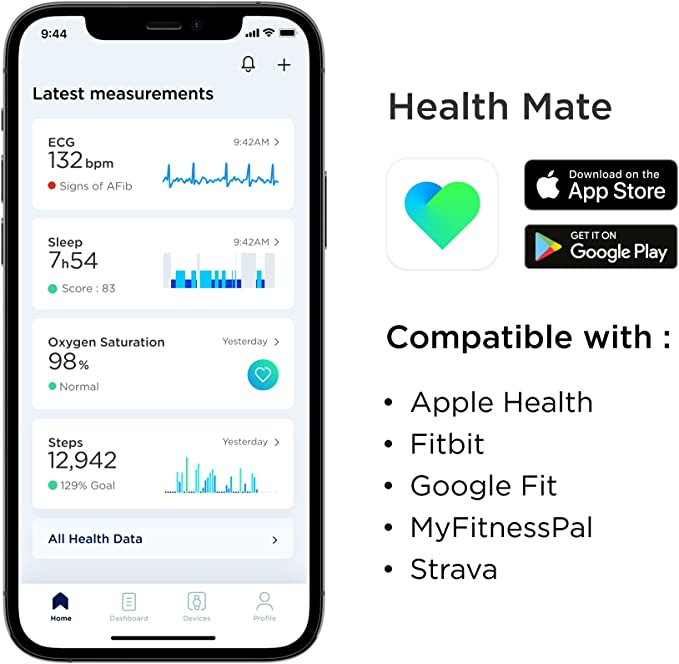 9:44
Latest measurements
ECG
9:42AM >
132 bpm
Signs of AFib
Sleep
9:42AM >
7h54
Score : 83
Oxygen Saturation
Yesterday >
98%
Normal
Steps
Yesterday >
12,942
129% Goal
All Health Data >
Home
Dashboard
Devices
Profile
Health Mate
Download on the
App Store
GET IT ON
Google Play
Compatible with :
• Apple Health
• Fitbit
• Google Fit
• MyFitnessPal
• Strava